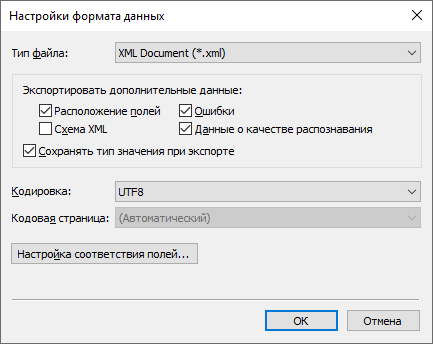 Настройки формата данных
Тип файла: XML Document (*.xml)
Экспортировать дополнительные данные:
Расположение полей Ошибки
Схема XML Данные о качестве распознавания
Сохранять тип значения при экспорте
Кодировка: UTF8
Кодовая страница: (Автоматический)
Настройка соответствия полей...
ОК Отмена